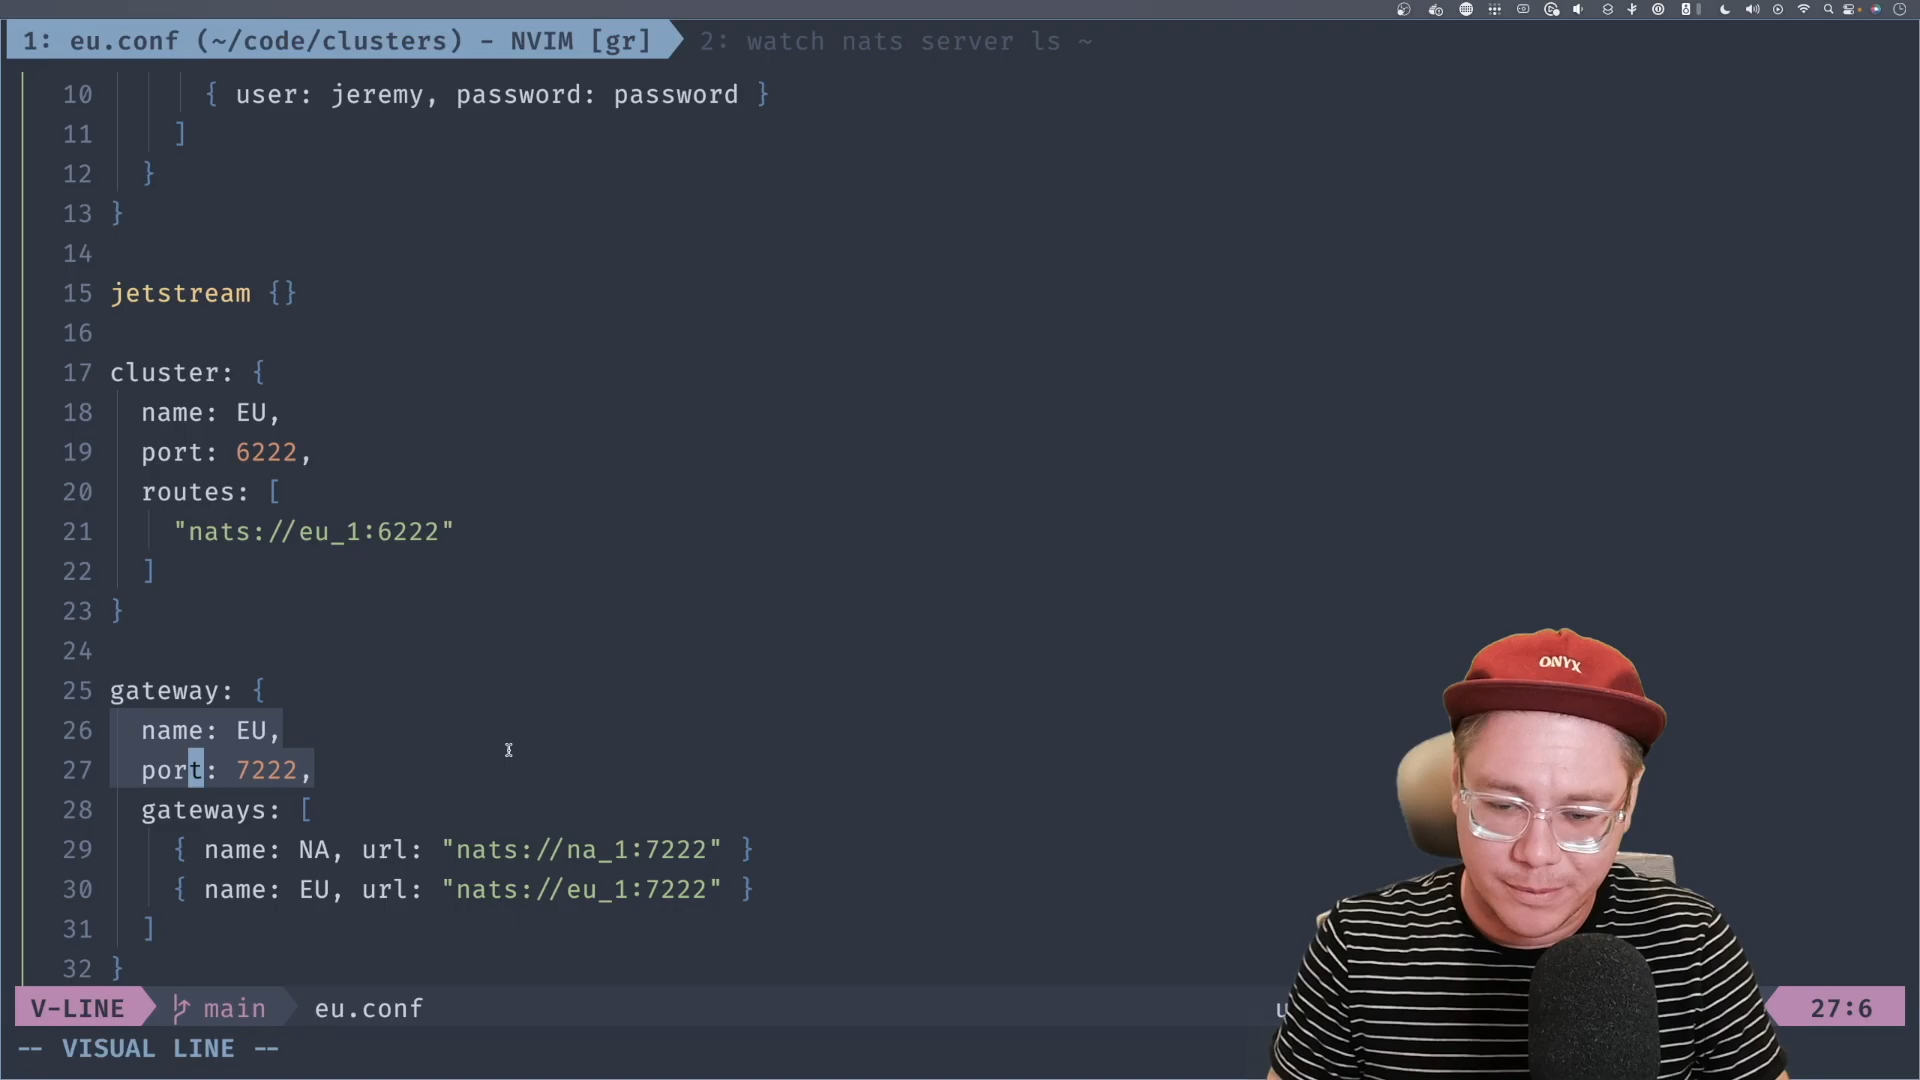 1: eu.conf (~/code/clusters) - NVIM [gr] 2: watch nats server ls ~
10 { user: jeremy, password: password }
11 ]
12 }
13 }
14
15 jetstream {}
16
17 cluster: {
18 name: EU,
19 port: 6222,
20 routes: [
21 "nats://eu_1:6222"
22 ]
23 }
24
25 gateway: {
26 name: EU,
27 port: 7222,
28 gateways: [
29 { name: NA, url: "nats://na_1:7222" }
30 { name: EU, url: "nats://eu_1:7222" }
31 ]
32 }
ONYX
V-LINE main eu.conf 27:6
-- VISUAL LINE --